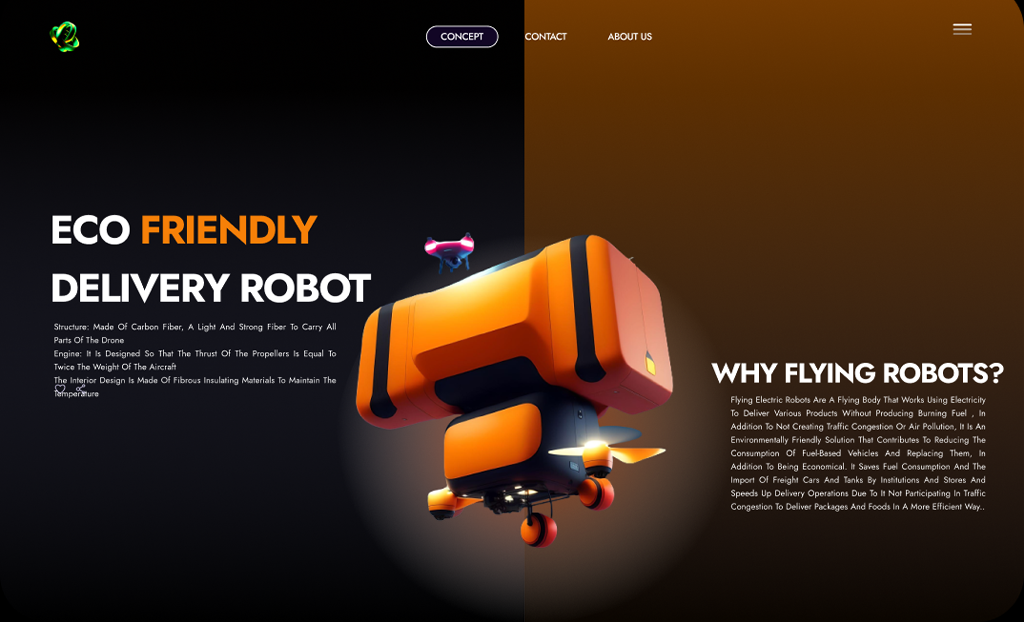 CONCEPT
CONTACT
ABOUT US
ECO FRIENDLY
DELIVERY ROBOT
Structure: Made Of Carbon Fiber, A Light And Strong Fiber To Carry All
Parts Of The Drone
Engine: It Is Designed So That The Thrust Of The Propellers Is Equal To
Twice The Weight Of The Aircraft
The Interior Design Is Made Of Fibrous Insulating Materials To Maintain The
Temperature
WHY FLYING ROBOTS?
Flying Electric Robots Are A Flying Body That Works Using Electricity
To Deliver Various Products Without Producing Burning Fuel , In
Addition To Not Creating Traffic Congestion Or Air Pollution, It Is An
Environmentally Friendly Solution That Contributes To Reducing The
Consumption Of Fuel-Based Vehicles And Replacing Them, In
Addition To Being Economical. It Saves Fuel Consumption And The
Import Of Freight Cars And Tanks By Institutions And Stores And
Speeds Up Delivery Operations Due To It Not Participating In Traffic
Congestion To Deliver Packages And Foods In A More Efficient Way..